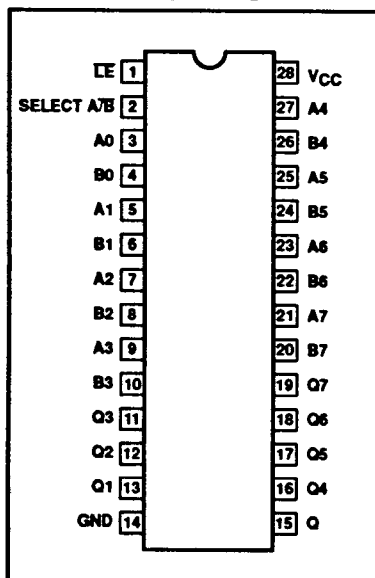 L̅E̅ 1 28 VCC
SELECT A/B̅ 2 27 A4
A0 3 26 B4
B0 4 25 A5
A1 5 24 B5
B1 6 23 A6
A2 7 22 B6
B2 8 21 A7
A3 9 20 B7
B3 10 19 Q7
Q3 11 18 Q6
Q2 12 17 Q5
Q1 13 16 Q4
GND 14 15 Q